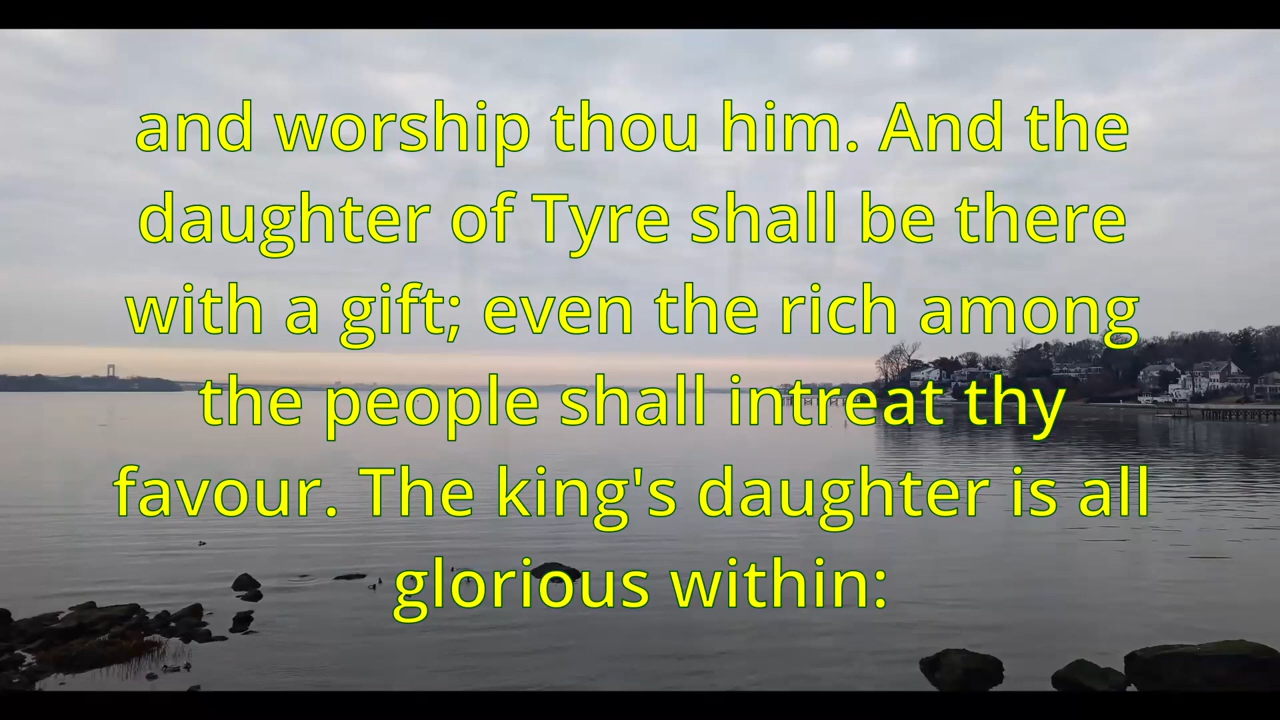 and worship thou him. And the
daughter of Tyre shall be there
with a gift; even the rich among
the people shall intreat thy
favour. The king's daughter is all
glorious within: